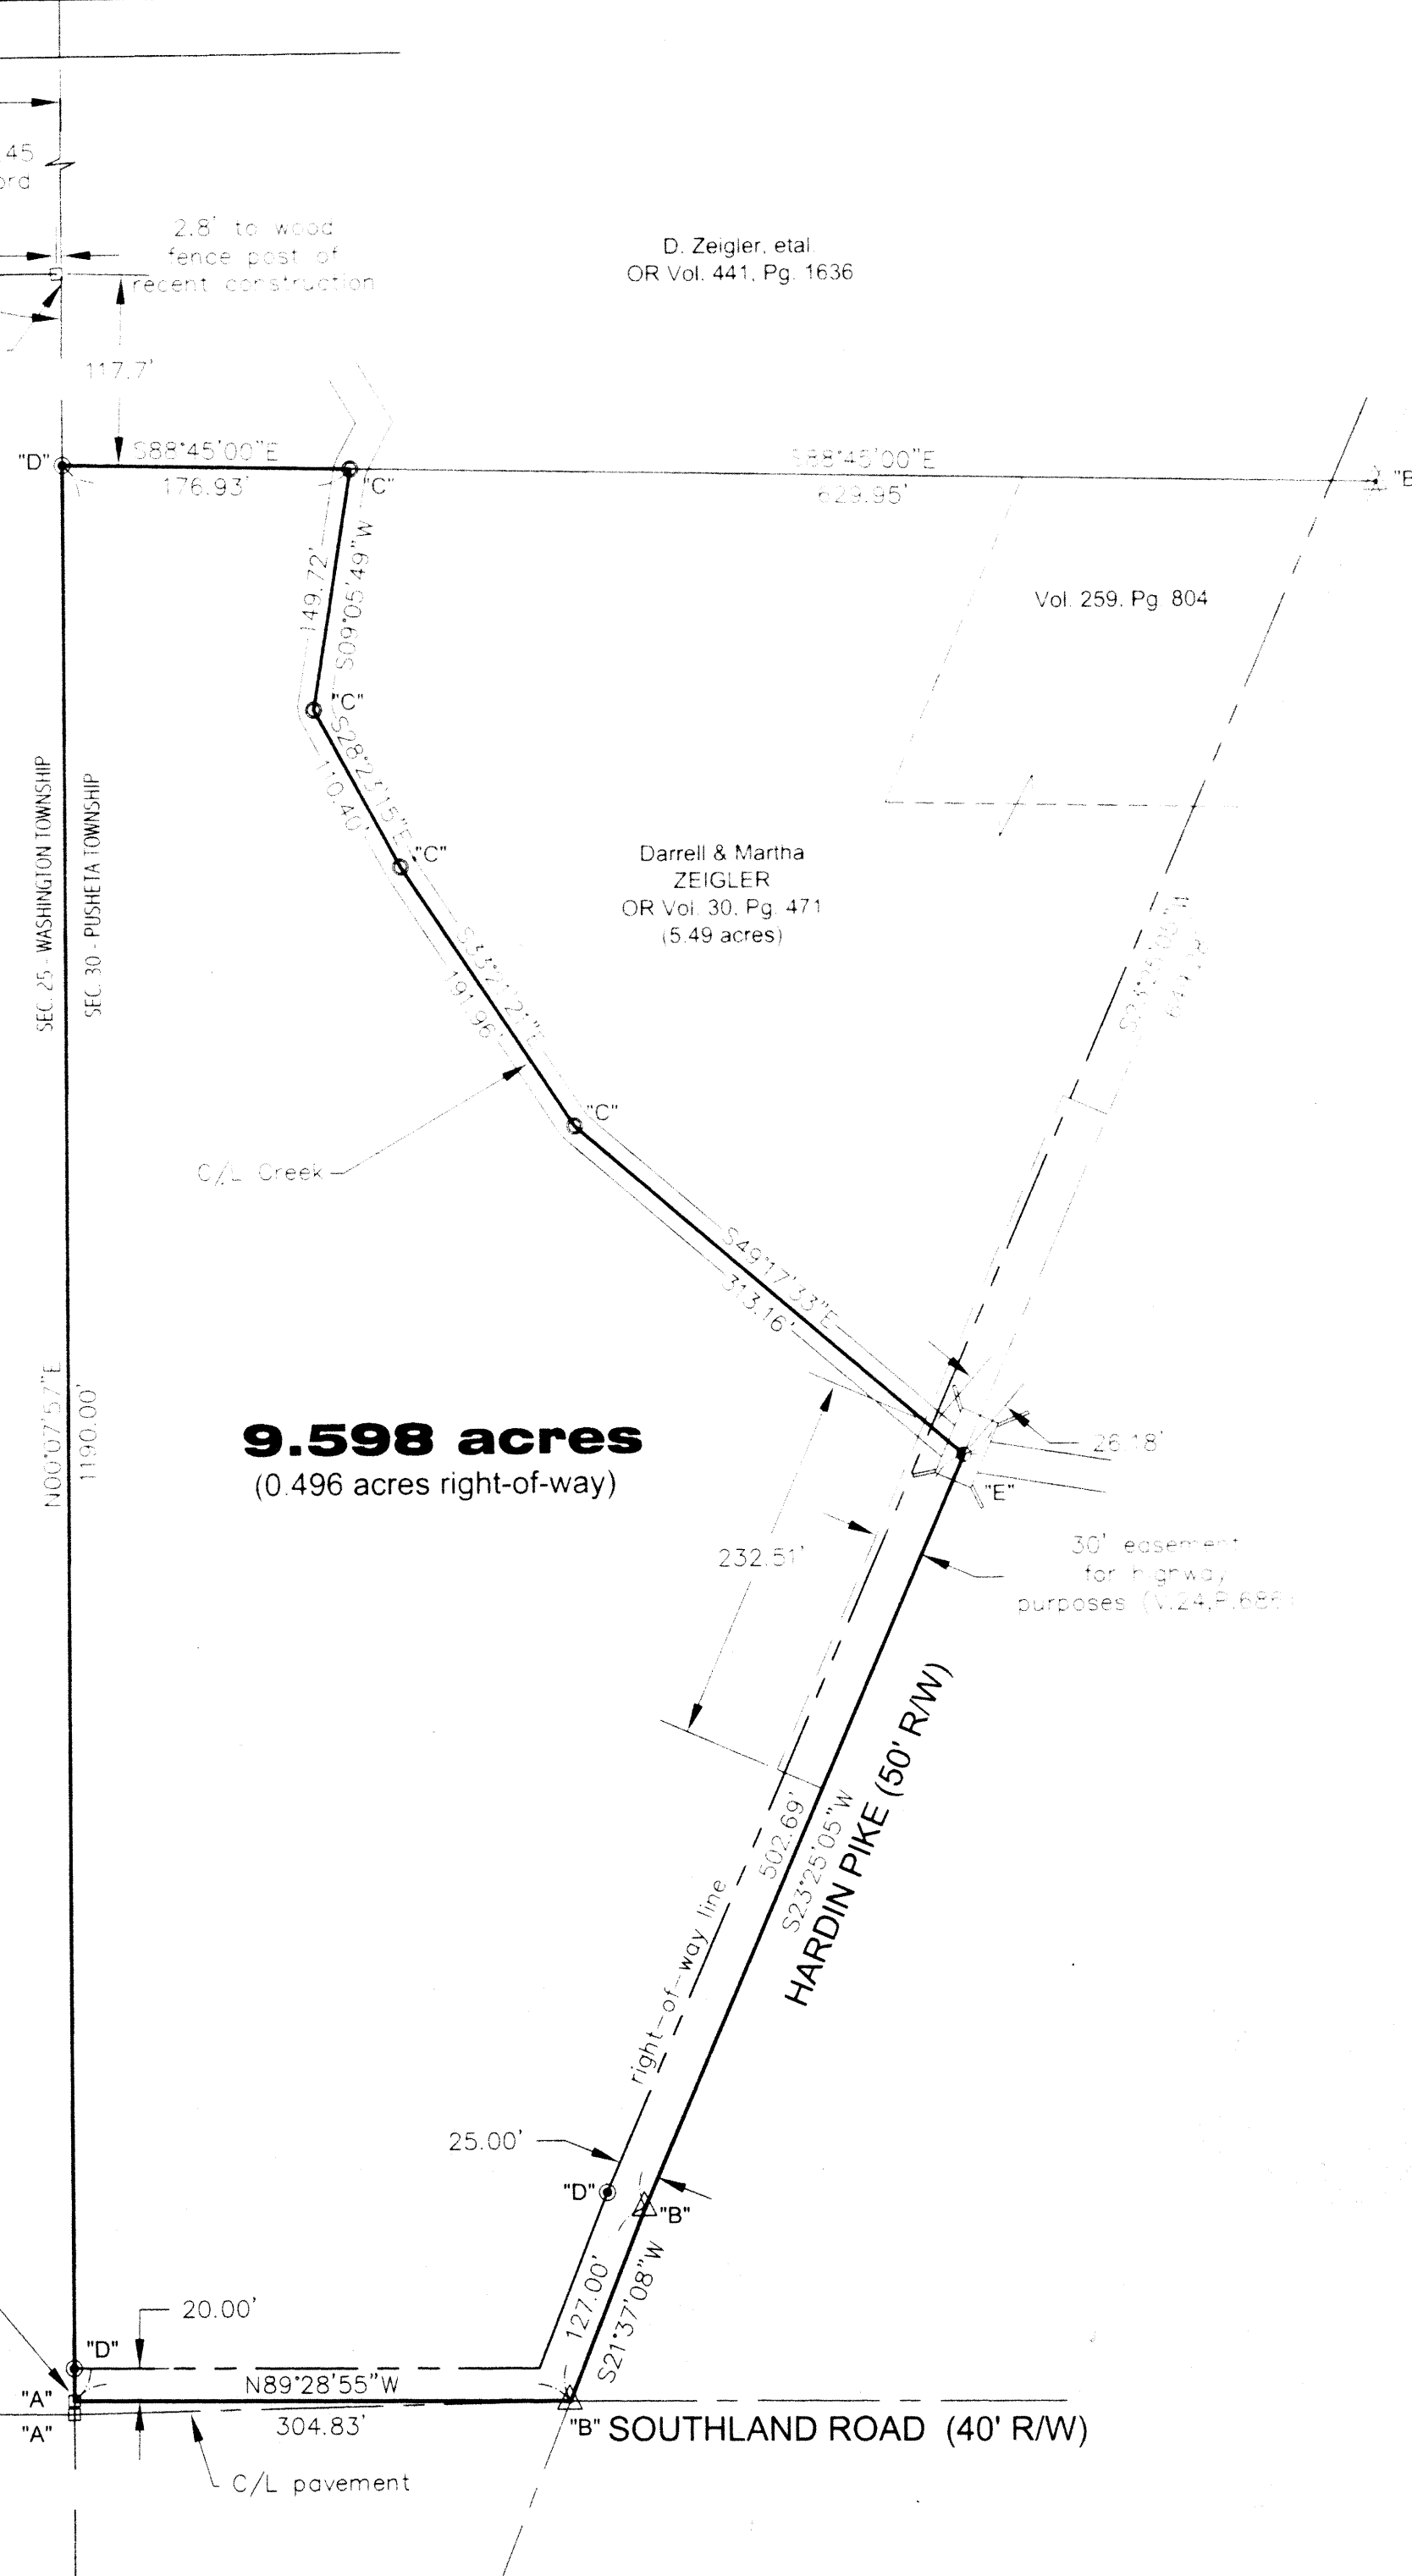 .45
ord
2.8' to wood
fence post of
recent construction
D. Zeigler, etal.
OR Vol. 441, Pg. 1636
117.7'
"D"
S88°45'00"E
176.93'
"C"
S88°45'00"E
629.95'
"B
149.72'
S09°05'49"W
Vol. 259, Pg 804
"C"
110.40'
"C"
SEC. 25 - WASHINGTON TOWNSHIP
SEC. 30 - PUSHETA TOWNSHIP
Darrell & Martha
ZEIGLER
OR Vol. 30, Pg. 471
(5.49 acres)
191.96'
"C"
C/L Creek
S49°17'33"E
313.16'
N00°07'57"E
1190.00'
9.598 acres
(0.496 acres right-of-way)
26.18'
"E"
232.51'
30' easement
for highway
purposes (V.24,P.686)
502.69'
S23°25'05"W
HARDIN PIKE (50' R/W)
right-of-way line
25.00'
"D"
"B"
127.00'
S21°37'08"W
20.00'
"D"
N89°28'55"W
"A"
304.83'
"A"
"B"
SOUTHLAND ROAD (40' R/W)
C/L pavement